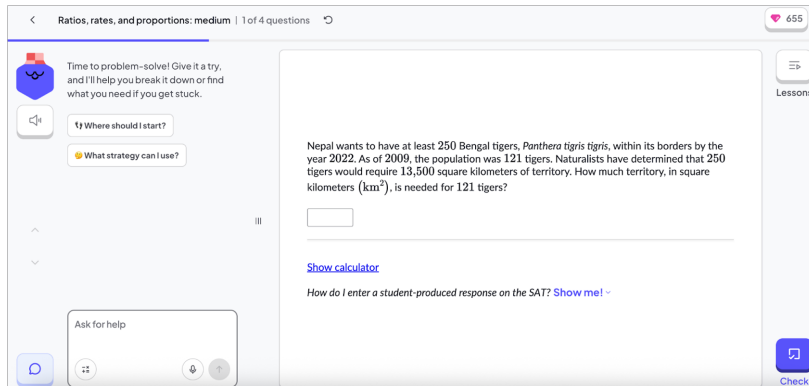 Ratios, rates, and proportions: medium | 1 of 4 questions
655
Time to problem-solve! Give it a try,
and I'll help you break it down or find
what you need if you get stuck.
Where should I start?
🤔 What strategy can I use?
Ask for help
Nepal wants to have at least 250 Bengal tigers, Panthera tigris tigris, within its borders by the
year 2022. As of 2009, the population was 121 tigers. Naturalists have determined that 250
tigers would require 13,500 square kilometers of territory. How much territory, in square
kilometers (km²), is needed for 121 tigers?
Show calculator
How do I enter a student-produced response on the SAT? Show me!
Lessons
Check